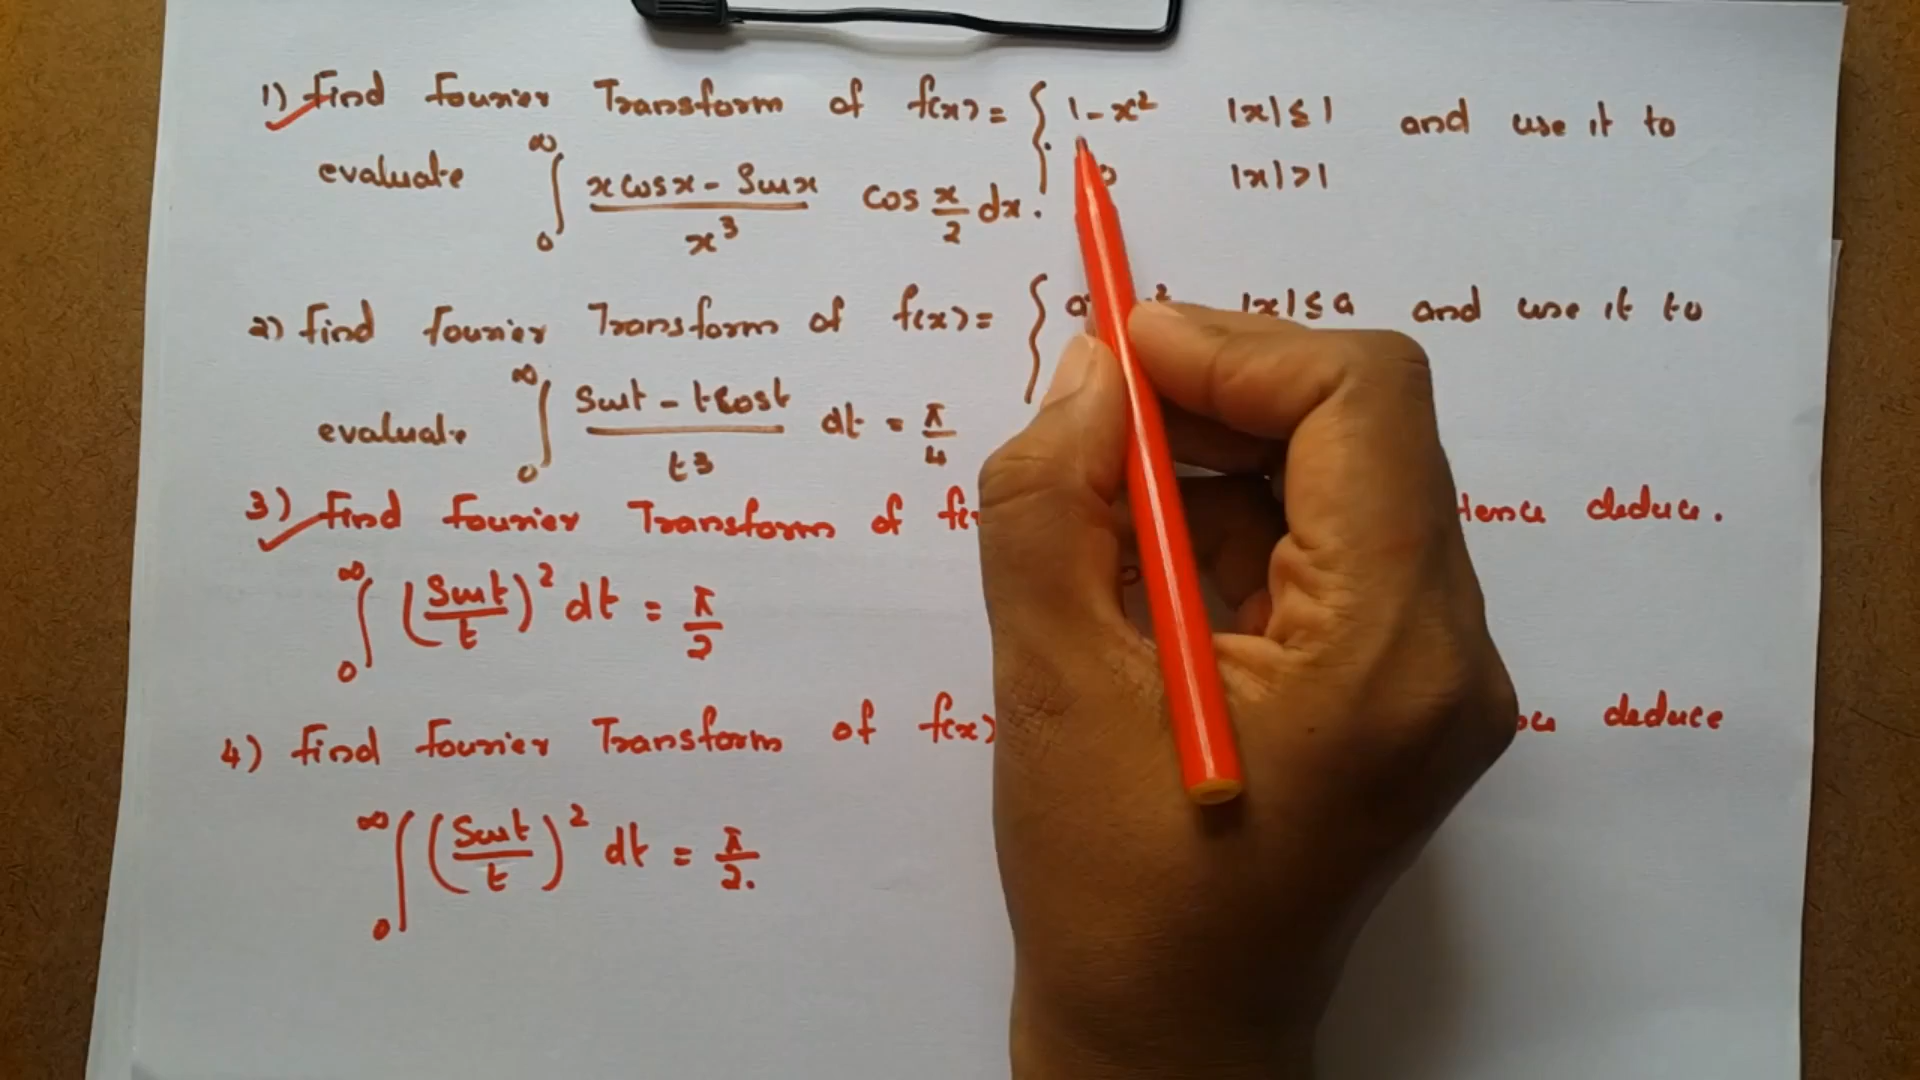 1) Find Fourier Transform of f(x) = { 1-x² |x| ≤ 1 and use it to
0 |x| > 1
evaluate ∫₀^∞ (x cos x - Sin x)/x³ cos x/2 dx.
2) Find Fourier Transform of f(x) = { |x| ≤ a and use it to
evaluate ∫₀^∞ (Sin t - t cos t)/t3 dt = π/4
3) Find Fourier Transform of Hence deduce.
∫₀^∞ (Sin t/t)² dt = π/2
4) Find Fourier Transform of f(x) deduce
∫₀^∞ (Sin t/t)² dt = π/2.